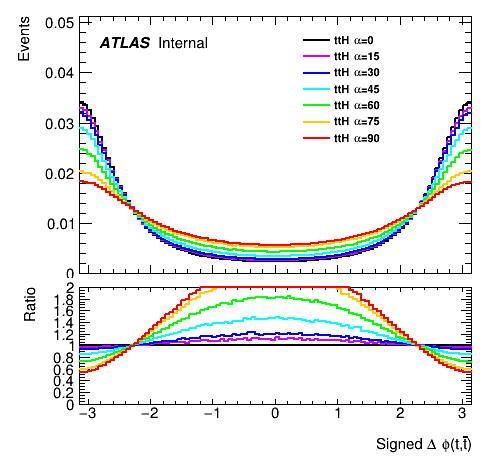 Events
0.05
0.04
0.03
0.02
0.01
0
ATLAS Internal
ttH α=0
ttH α=15
ttH α=30
ttH α=45
ttH α=60
ttH α=75
ttH α=90
Ratio
2
1.8
1.6
1.4
1.2
1
0.8
0.6
0.4
0.2
0
−3 −2 −1 0 1 2 3
Signed Δ ϕ(t,t̄)